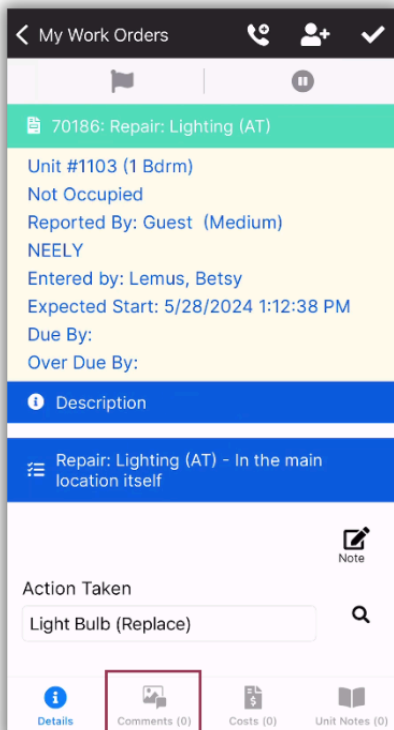 My Work Orders
70186: Repair: Lighting (AT)
Unit #1103 (1 Bdrm)
Not Occupied
Reported By: Guest (Medium)
NEELY
Entered by: Lemus, Betsy
Expected Start: 5/28/2024 1:12:38 PM
Due By:
Over Due By:
Description
Repair: Lighting (AT) - In the main
location itself
Note
Action Taken
Light Bulb (Replace)
Details
Comments (0)
Costs (0)
Unit Notes (0)